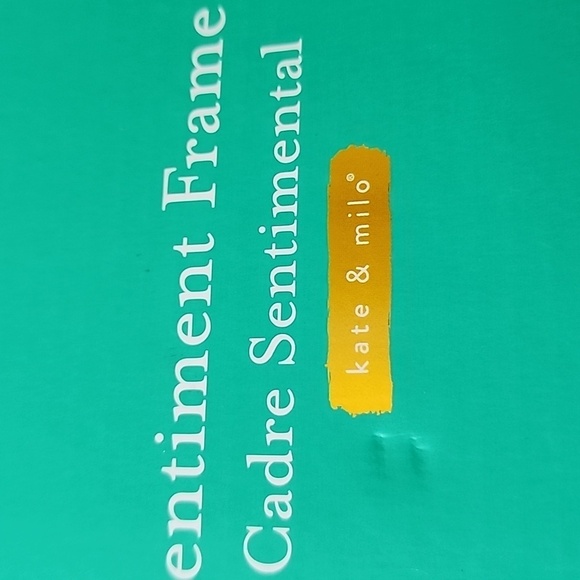 entiment Frame
Cadre Sentimental
kate & milo®